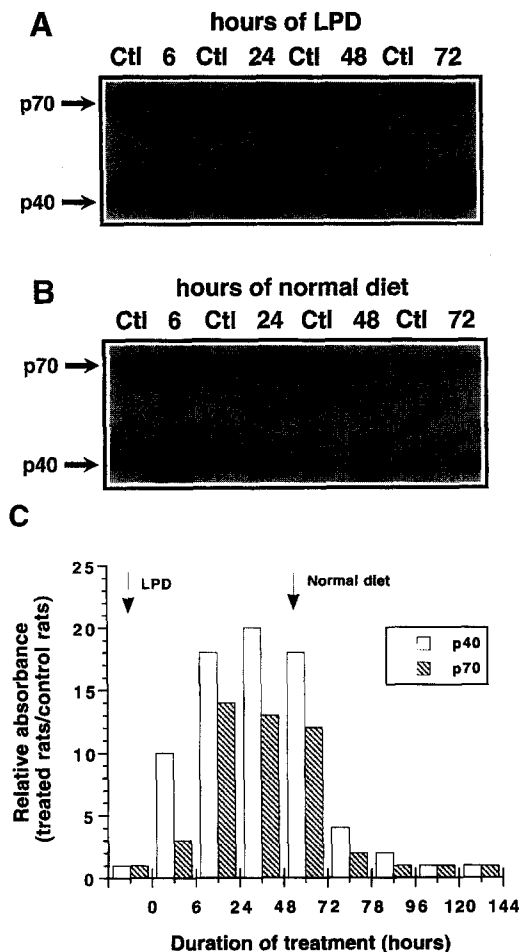 A
hours of LPD
Ctl 6 Ctl 24 Ctl 48 Ctl 72
p70
p40
B
hours of normal diet
Ctl 6 Ctl 24 Ctl 48 Ctl 72
p70
p40
C
Relative absorbance
(treated rats/control rats)
25
20
15
10
5
0
LPD
Normal diet
p40
p70
0 6 24 48 72 78 96 120 144
Duration of treatment (hours)